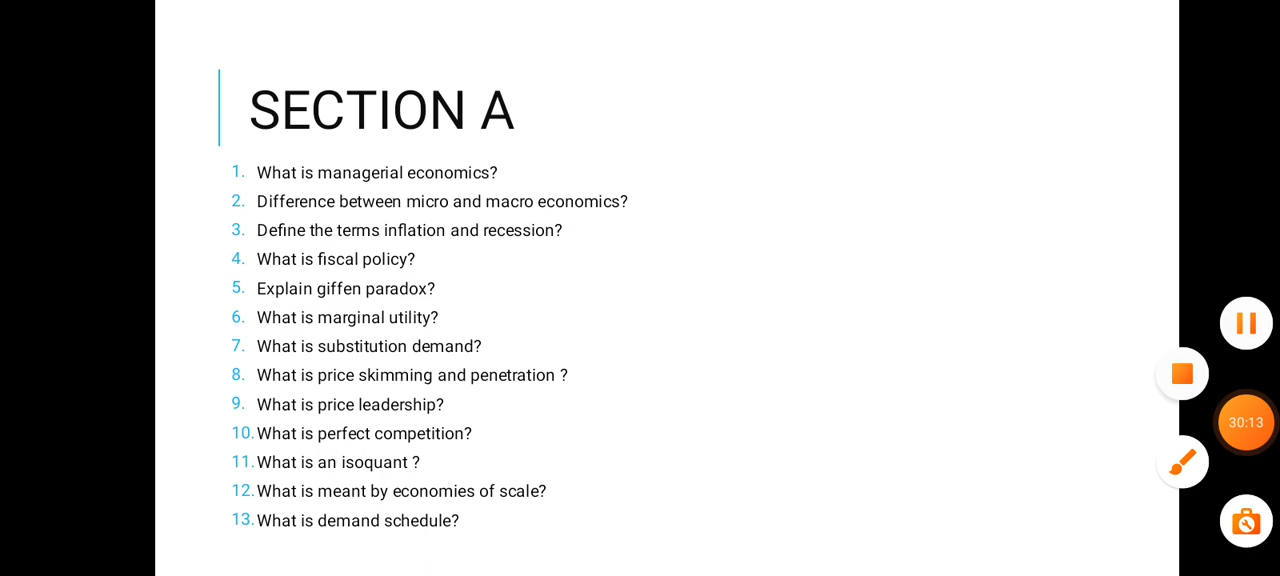 SECTION A
1. What is managerial economics?
2. Difference between micro and macro economics?
3. Define the terms inflation and recession?
4. What is fiscal policy?
5. Explain giffen paradox?
6. What is marginal utility?
7. What is substitution demand?
8. What is price skimming and penetration ?
9. What is price leadership?
10. What is perfect competition?
11. What is an isoquant ?
12. What is meant by economies of scale?
13. What is demand schedule?
30:13